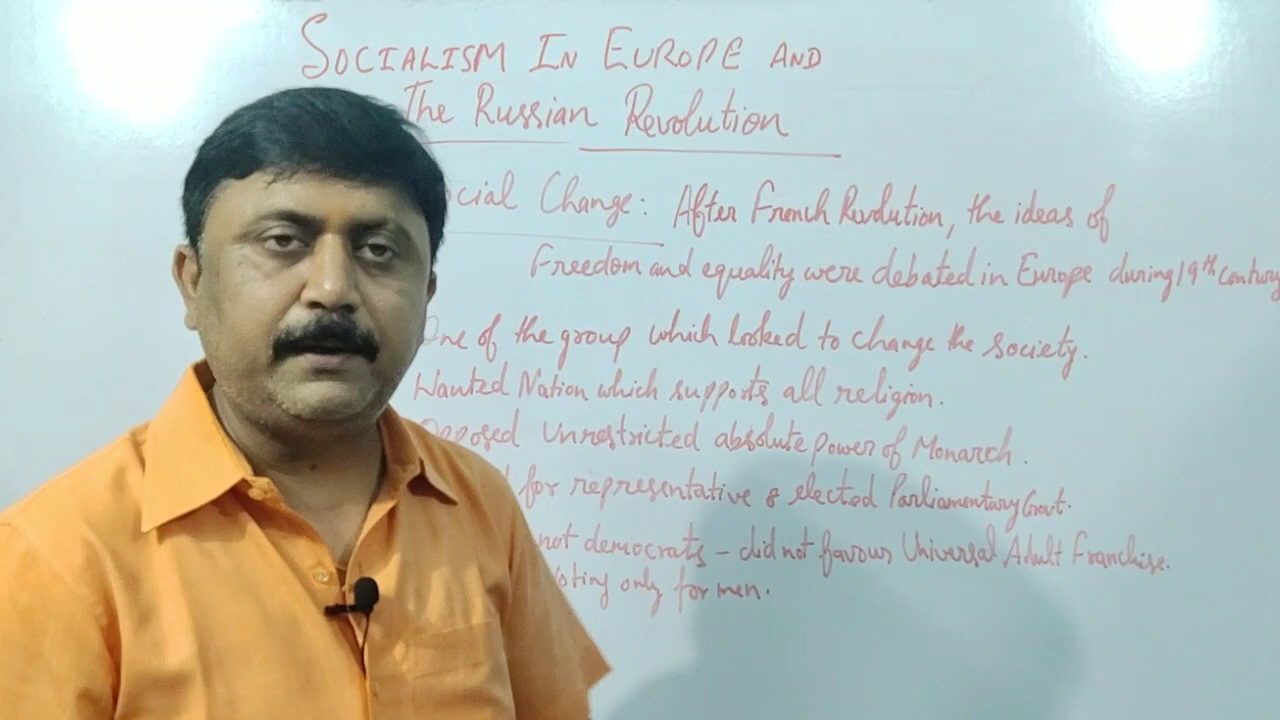 SOCIALISM IN EUROPE AND
The Russian Revolution
ocial Change: After French Revolution, the ideas of
Freedom and equality were debated in Europe during 19th century
One of the group which looked to change the society.
Wanted Nation which supports all religion.
Opposed Unrestricted absolute power of Monarch.
for representative & elected Parliamentary Govt.
not democrats - did not favour Universal Adult Franchise.
Voting only for men.